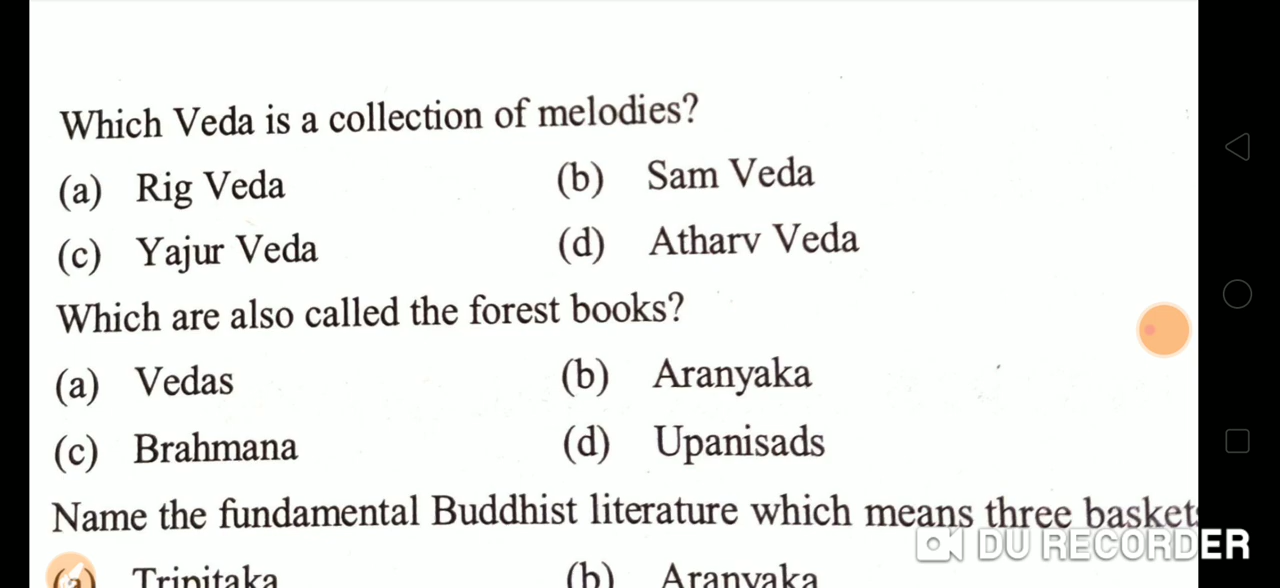 Which Veda is a collection of melodies?
(a) Rig Veda (b) Sam Veda
(c) Yajur Veda (d) Atharv Veda
Which are also called the forest books?
(a) Vedas (b) Aranyaka
(c) Brahmana (d) Upanisads
Name the fundamental Buddhist literature which means three basket
DU RECORDER
(a) Tripitaka (b) Aranyaka